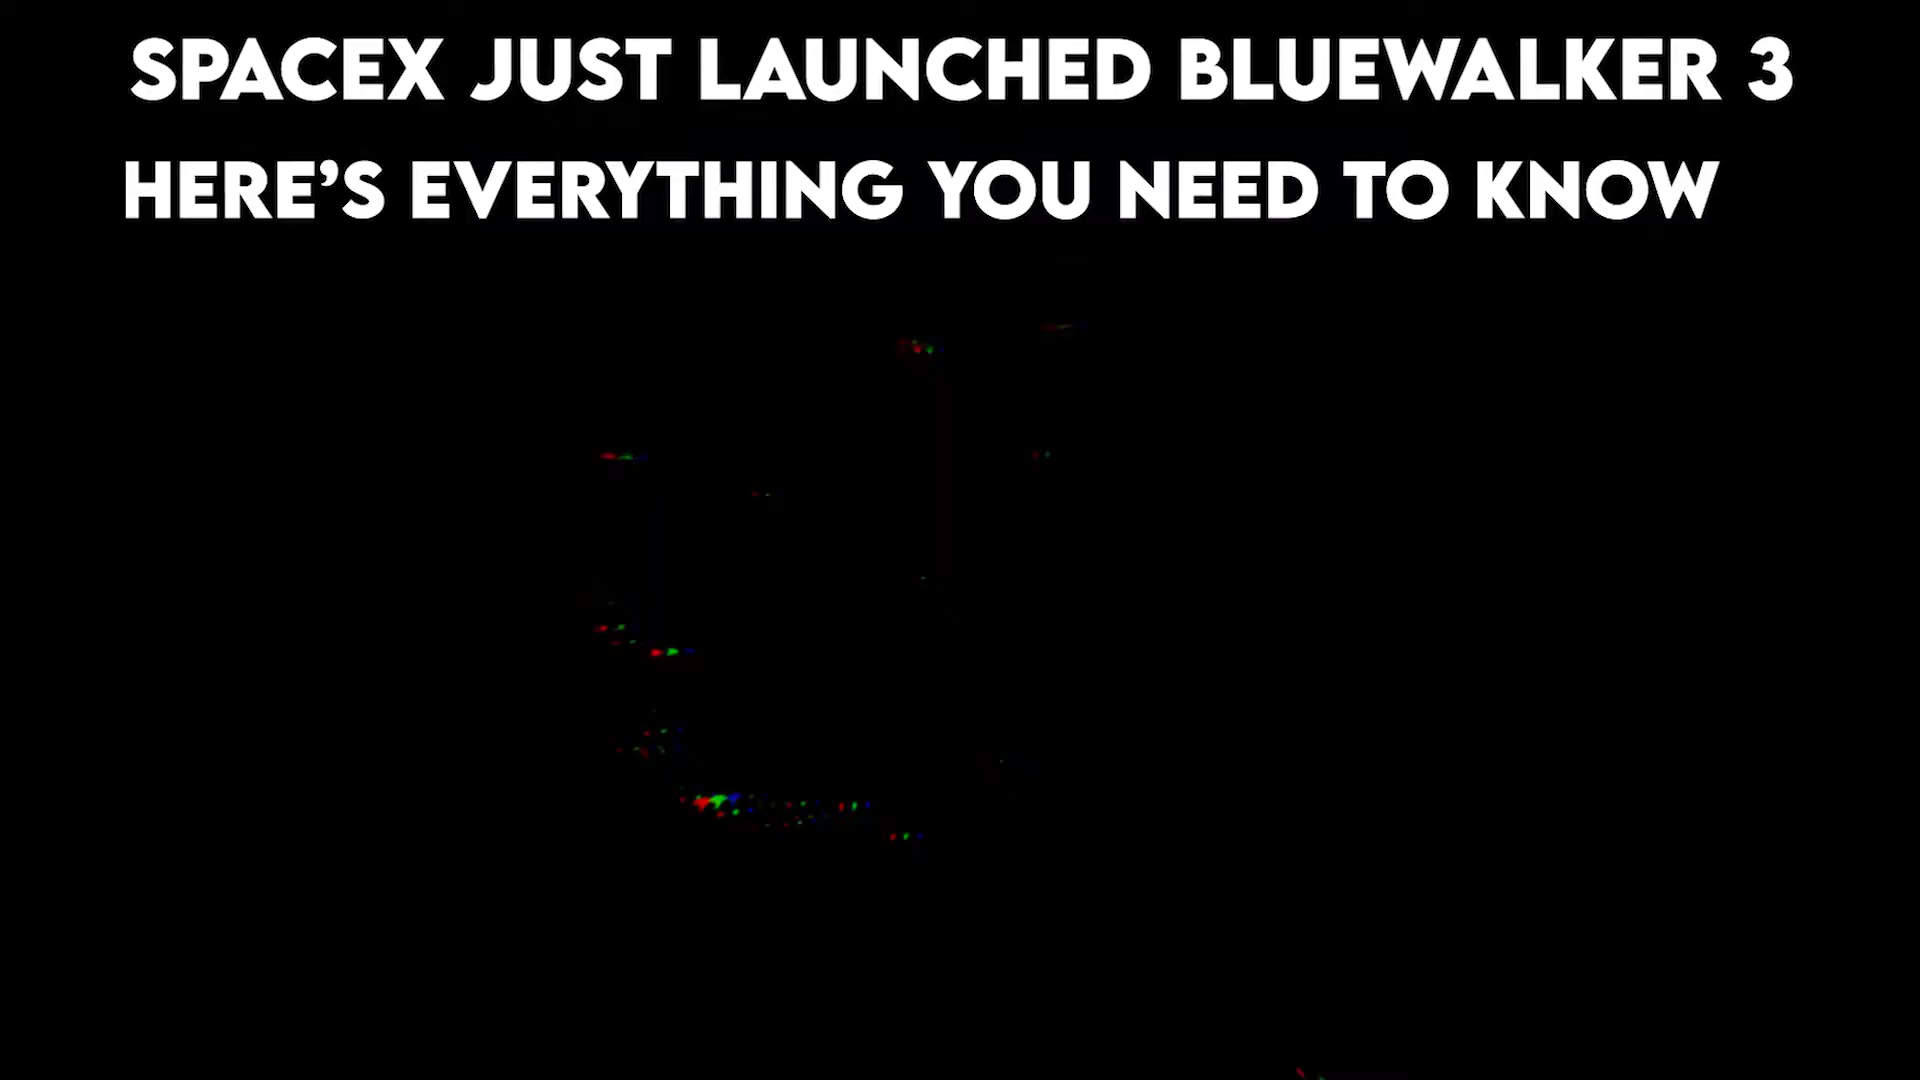 SPACEX JUST LAUNCHED BLUEWALKER 3
HERE’S EVERYTHING YOU NEED TO KNOW